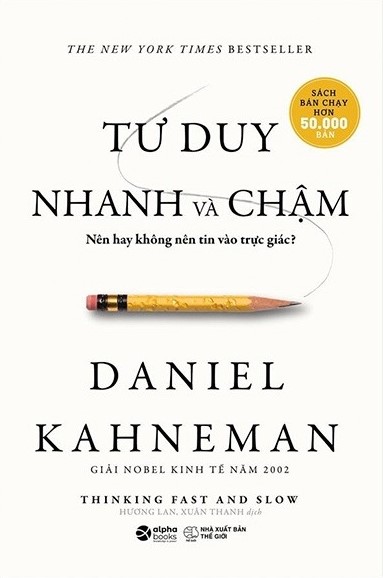 THE NEW YORK TIMES BESTSELLER
SÁCH
BÁN CHẠY
HƠN
50.000
BẢN
TƯ DUY
NHANH VÀ CHẬM
Nên hay không nên tin vào trực giác?
DANIEL
KAHNEMAN
GIẢI NOBEL KINH TẾ NĂM 2002
THINKING FAST AND SLOW
HƯƠNG LAN, XUÂN THANH dịch
alpha books
NHÀ XUẤT BẢN
THẾ GIỚI